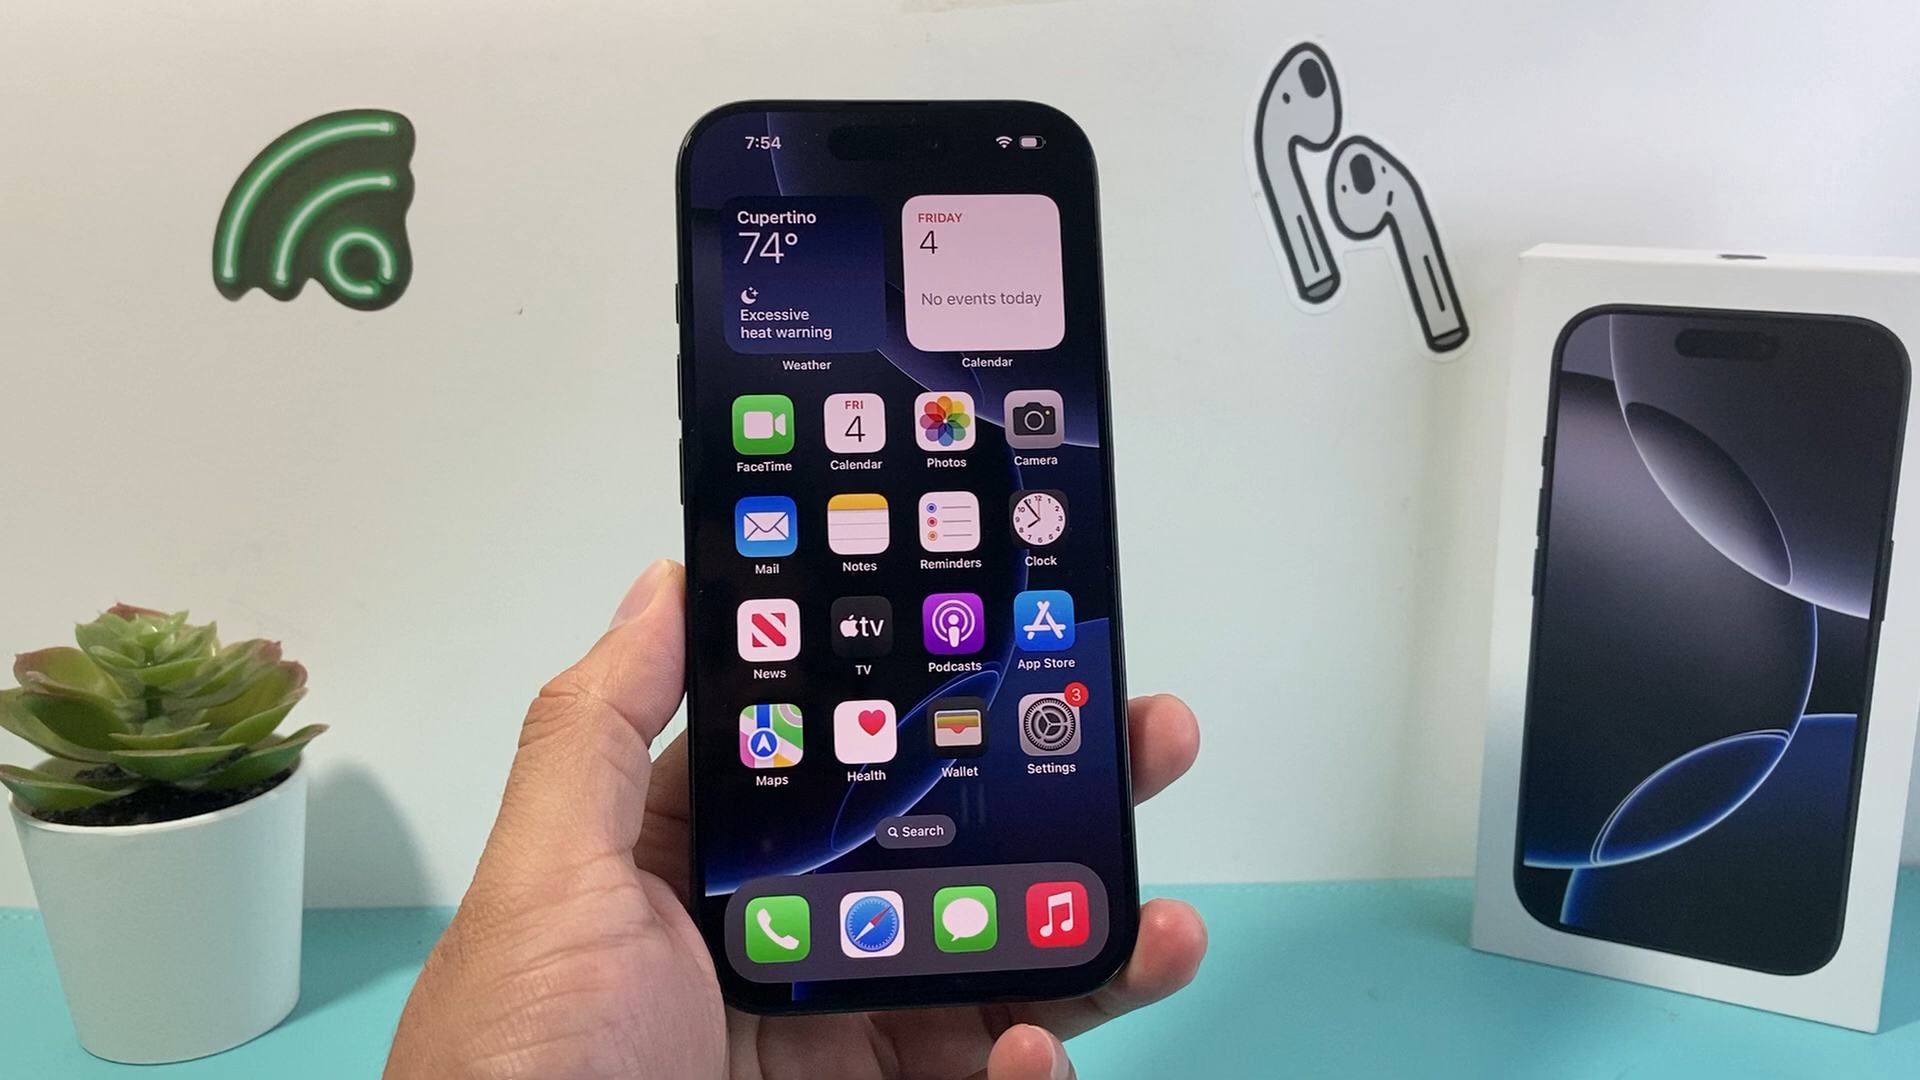 7:54
Cupertino
74°
Excessive
heat warning
Weather
FRIDAY
4
No events today
Calendar
FaceTime
FRI
4
Calendar
Photos
Camera
Mail
Notes
Reminders
Clock
News
tv
TV
Podcasts
App Store
Maps
Health
Wallet
3
Settings
Search